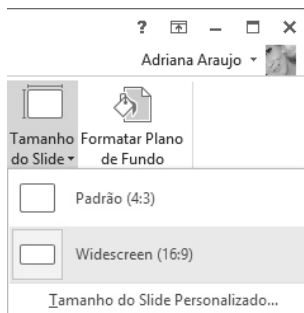 ?
Adriana Araujo
Tamanho do Slide
Formatar Plano de Fundo
Padrão (4:3)
Widescreen (16:9)
Tamanho do Slide Personalizado...